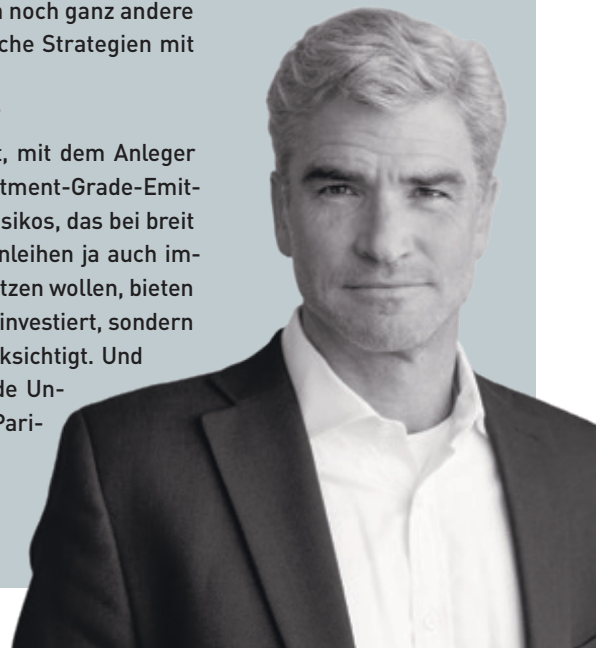 noch ganz andere
che Strategien mit
t, mit dem Anleger
tment-Grade-Emit-
sikos, das bei breit
nleihen ja auch im-
tzen wollen, bieten
investiert, sondern
ksichtigt. Und
de Un-
Pari-